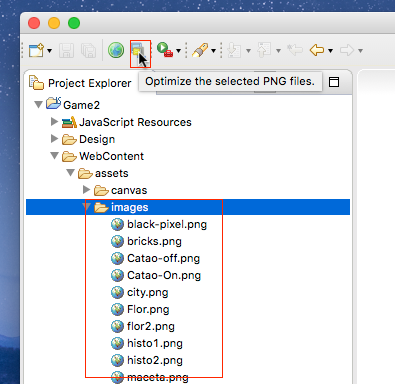 Optimize the selected PNG files.
Project Explorer
Game2
JavaScript Resources
Design
WebContent
assets
canvas
images
black-pixel.png
bricks.png
Catao-off.png
Catao-On.png
city.png
Flor.png
flor2.png
histo1.png
histo2.png
maceta.png